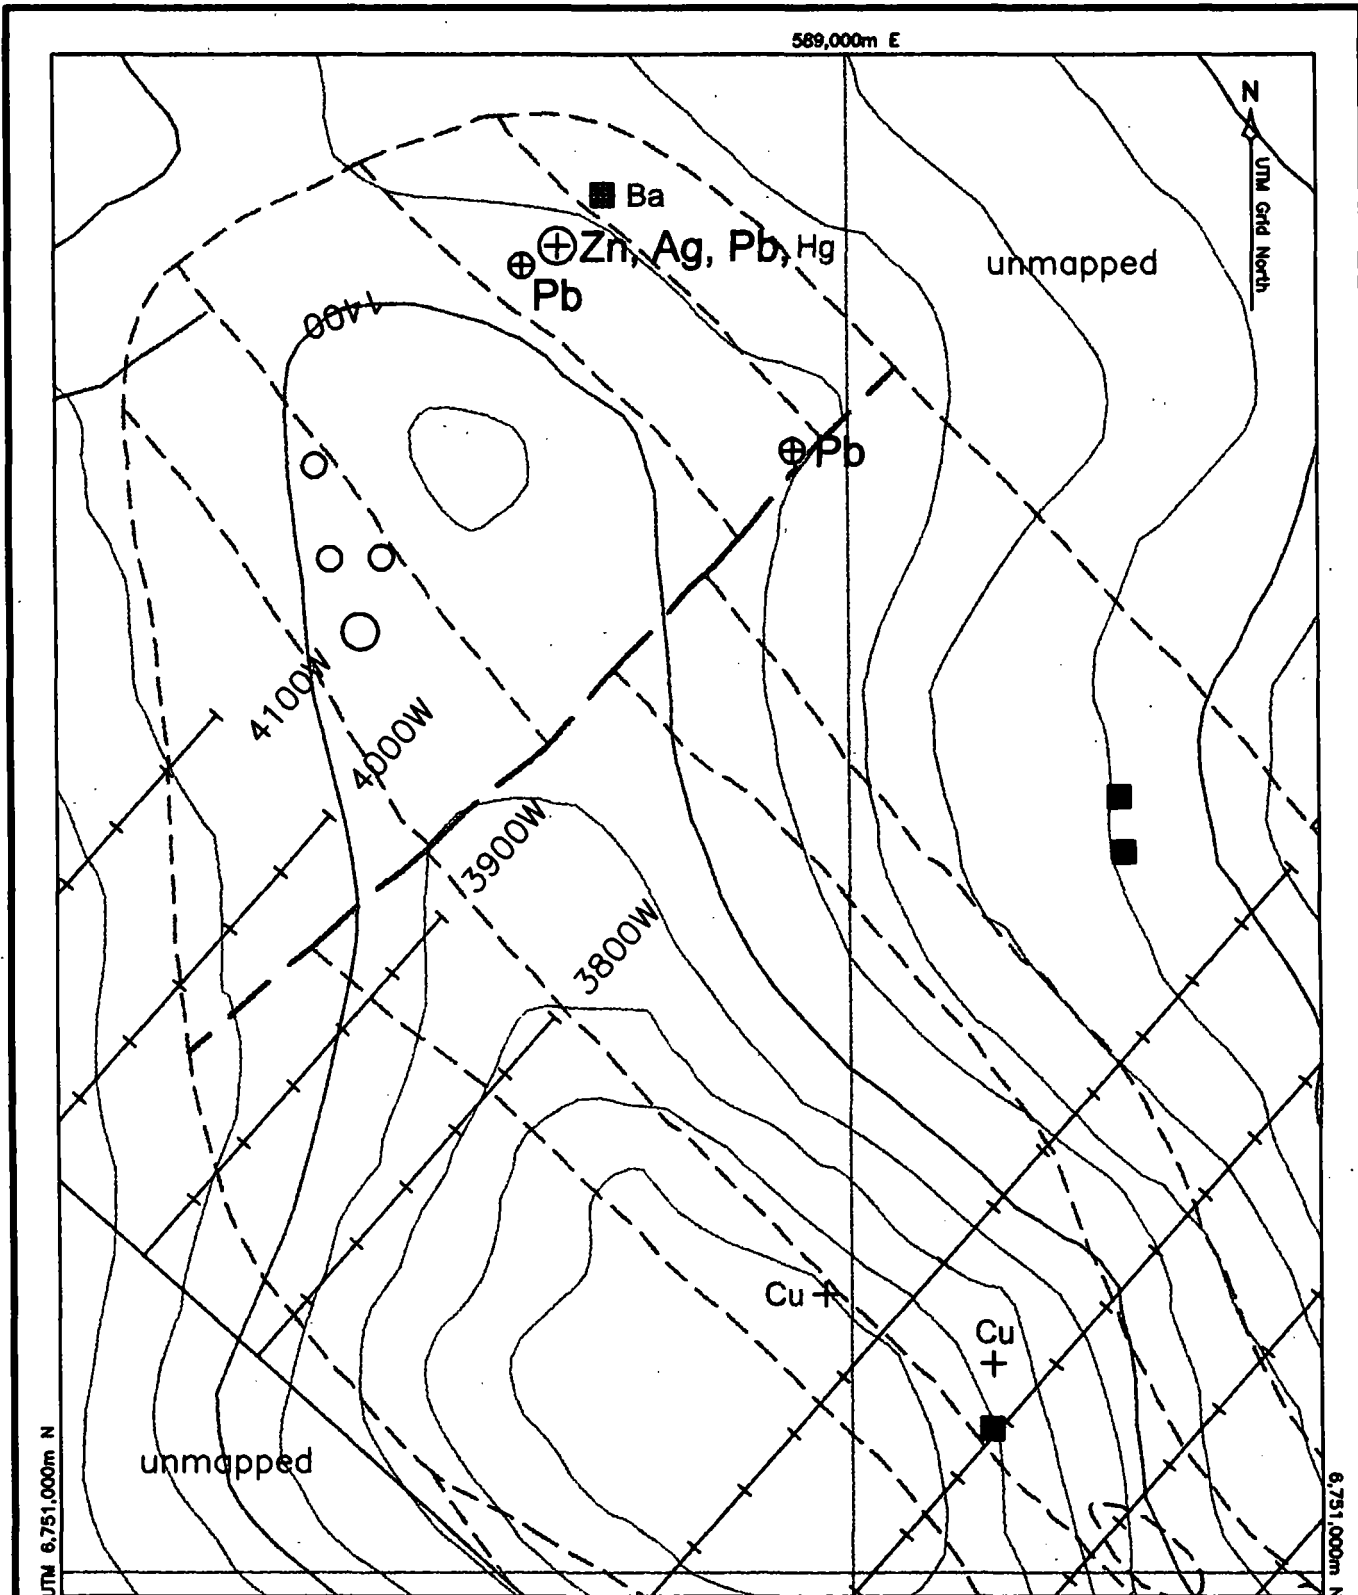 569,000m E
N
UTM Grid North
Ba
Zn, Ag, Pb, Hg
unmapped
Pb
1400
Pb
4100W
4000W
3900W
3800W
Cu
Cu
unmapped
UTM 6,751,000m N
6,751,000m N